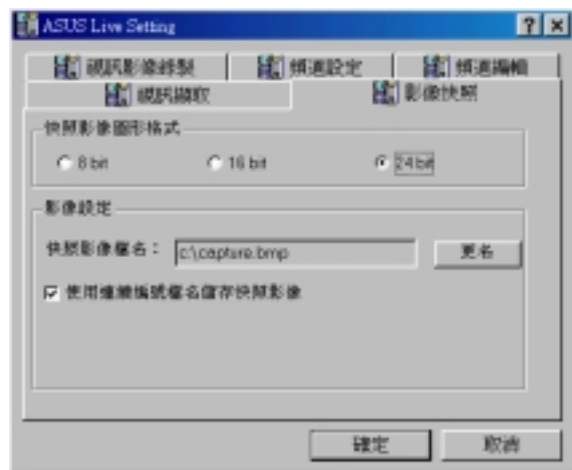 ASUS Live Setting
視訊影像錄製 頻道設定 頻道編輯
視訊擷取 影像快照
快照影像圖形格式
8 bit 16 bit 24 bit
影像設定
快照影像檔名： c:\capture.bmp 更名
使用連續編號檔名儲存快照影像
確定 取消